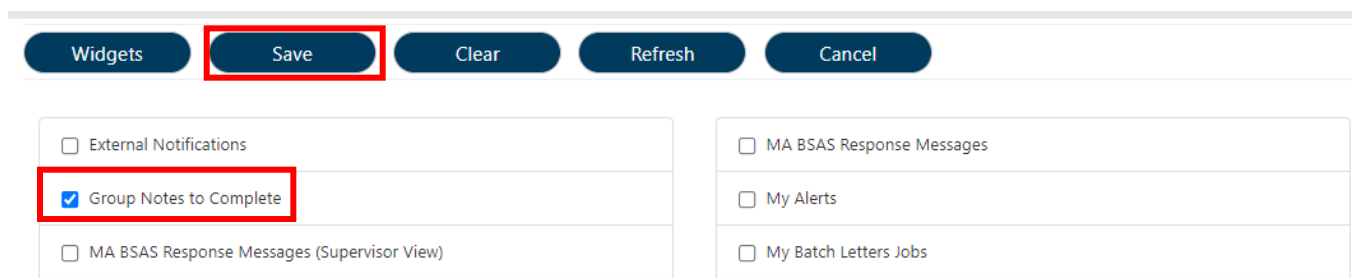 Widgets Save Clear Refresh Cancel
External Notifications
MA BSAS Response Messages
Group Notes to Complete
My Alerts
MA BSAS Response Messages (Supervisor View)
My Batch Letters Jobs